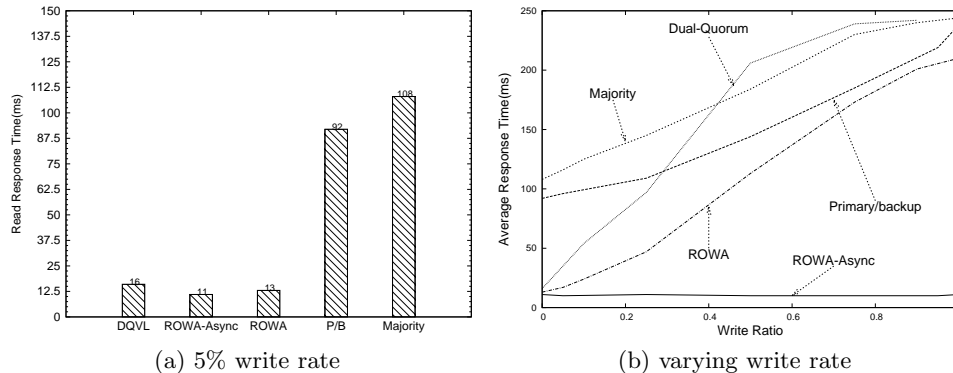 150
137.5
125
112.5
100
87.5
75
62.5
50
37.5
25
12.5
0
Read Response Time(ms)
16
11
13
92
108
DQVL
ROWA-Async
ROWA
P/B
Majority
(a) 5% write rate
250
200
150
100
50
0
Average Response Time(ms)
Dual-Quorum
Majority
Primary/backup
ROWA
ROWA-Async
0.0
0.2
0.4
0.6
0.8
Write Ratio
(b) varying write rate